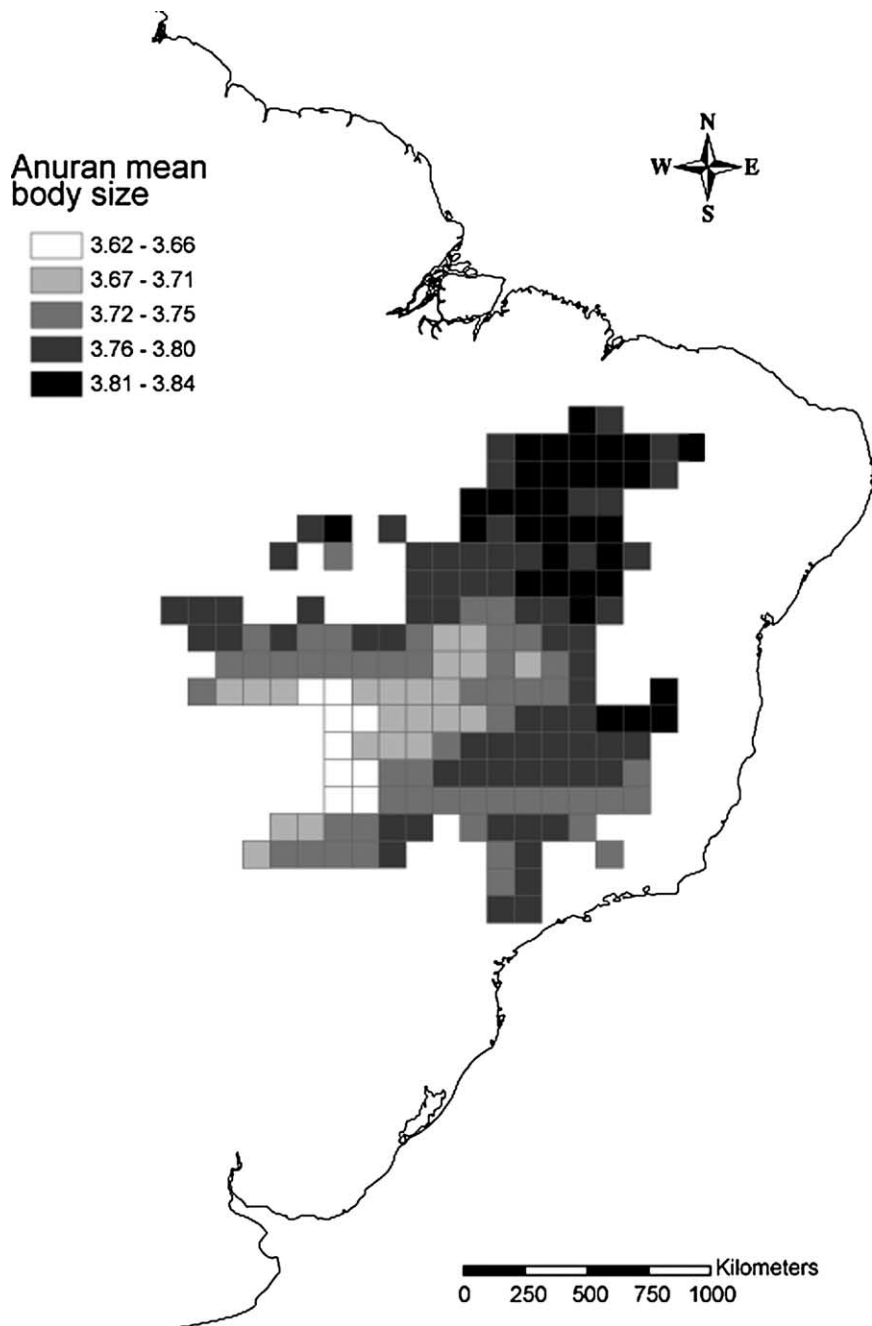 N
W E
S
Anuran mean
body size
3.62 - 3.66
3.67 - 3.71
3.72 - 3.75
3.76 - 3.80
3.81 - 3.84
Kilometers
0 250 500 750 1000